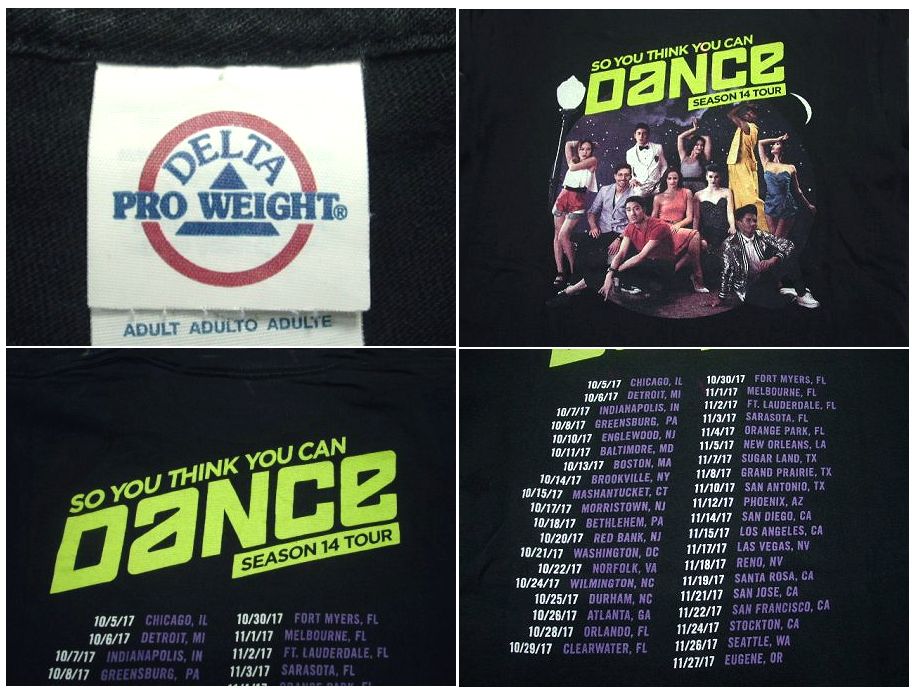 DELTA
PRO WEIGHT®
ADULT ADULTO ADULTE
SO YOU THINK YOU CAN
DANCE
SEASON 14 TOUR
SO YOU THINK YOU CAN
DANCE
SEASON 14 TOUR
10/5/17 CHICAGO, IL
10/6/17 DETROIT, MI
10/7/17 INDIANAPOLIS, IN
10/8/17 GREENSBURG, PA
10/30/17 FORT MYERS, FL
11/1/17 MELBOURNE, FL
11/2/17 FT. LAUDERDALE, FL
11/3/17 SARASOTA, FL
11/4/17 ORANGE PARK, FL
10/5/17 CHICAGO, IL
10/6/17 DETROIT, MI
10/7/17 INDIANAPOLIS, IN
10/8/17 GREENSBURG, PA
10/10/17 ENGLEWOOD, NJ
10/11/17 BALTIMORE, MD
10/13/17 BOSTON, MA
10/14/17 BROOKVILLE, NY
10/15/17 MASHANTUCKET, CT
10/17/17 MORRISTOWN, NJ
10/18/17 BETHLEHEM, PA
10/20/17 RED BANK, NJ
10/21/17 WASHINGTON, DC
10/22/17 NORFOLK, VA
10/24/17 WILMINGTON, NC
10/25/17 DURHAM, NC
10/26/17 ATLANTA, GA
10/28/17 ORLANDO, FL
10/29/17 CLEARWATER, FL
10/30/17 FORT MYERS, FL
11/1/17 MELBOURNE, FL
11/2/17 FT. LAUDERDALE, FL
11/3/17 SARASOTA, FL
11/4/17 ORANGE PARK, FL
11/5/17 NEW ORLEANS, LA
11/7/17 SUGAR LAND, TX
11/8/17 GRAND PRAIRIE, TX
11/10/17 SAN ANTONIO, TX
11/12/17 PHOENIX, AZ
11/14/17 SAN DIEGO, CA
11/15/17 LOS ANGELES, CA
11/17/17 LAS VEGAS, NV
11/18/17 RENO, NV
11/19/17 SANTA ROSA, CA
11/21/17 SAN JOSE, CA
11/22/17 SAN FRANCISCO, CA
11/24/17 STOCKTON, CA
11/26/17 SEATTLE, WA
11/27/17 EUGENE, OR